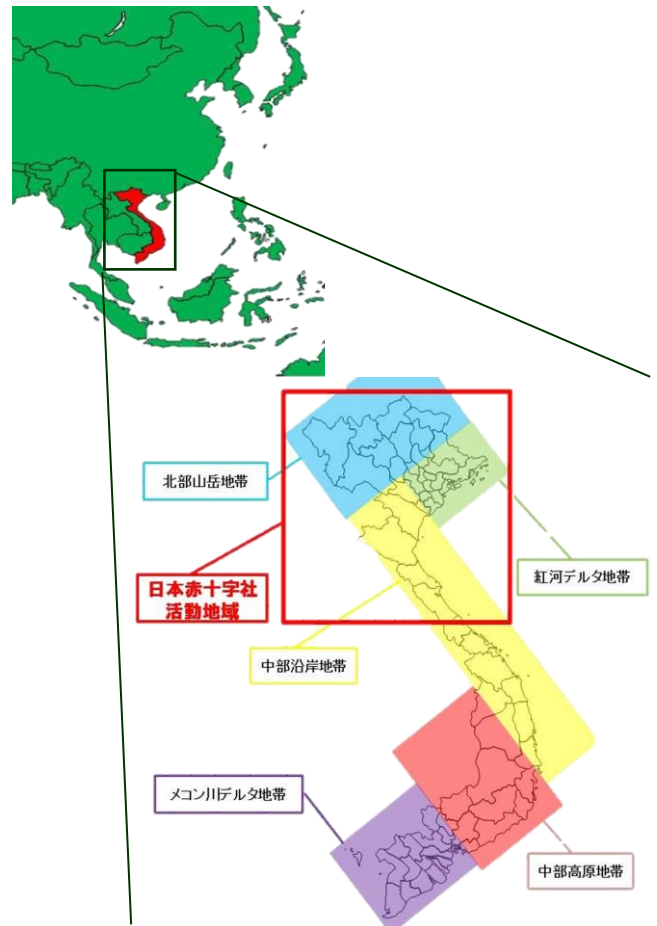 北部山岳地帯
日本赤十字社
活動地域
紅河デルタ地帯
中部沿岸地帯
メコン川デルタ地帯
中部高原地帯